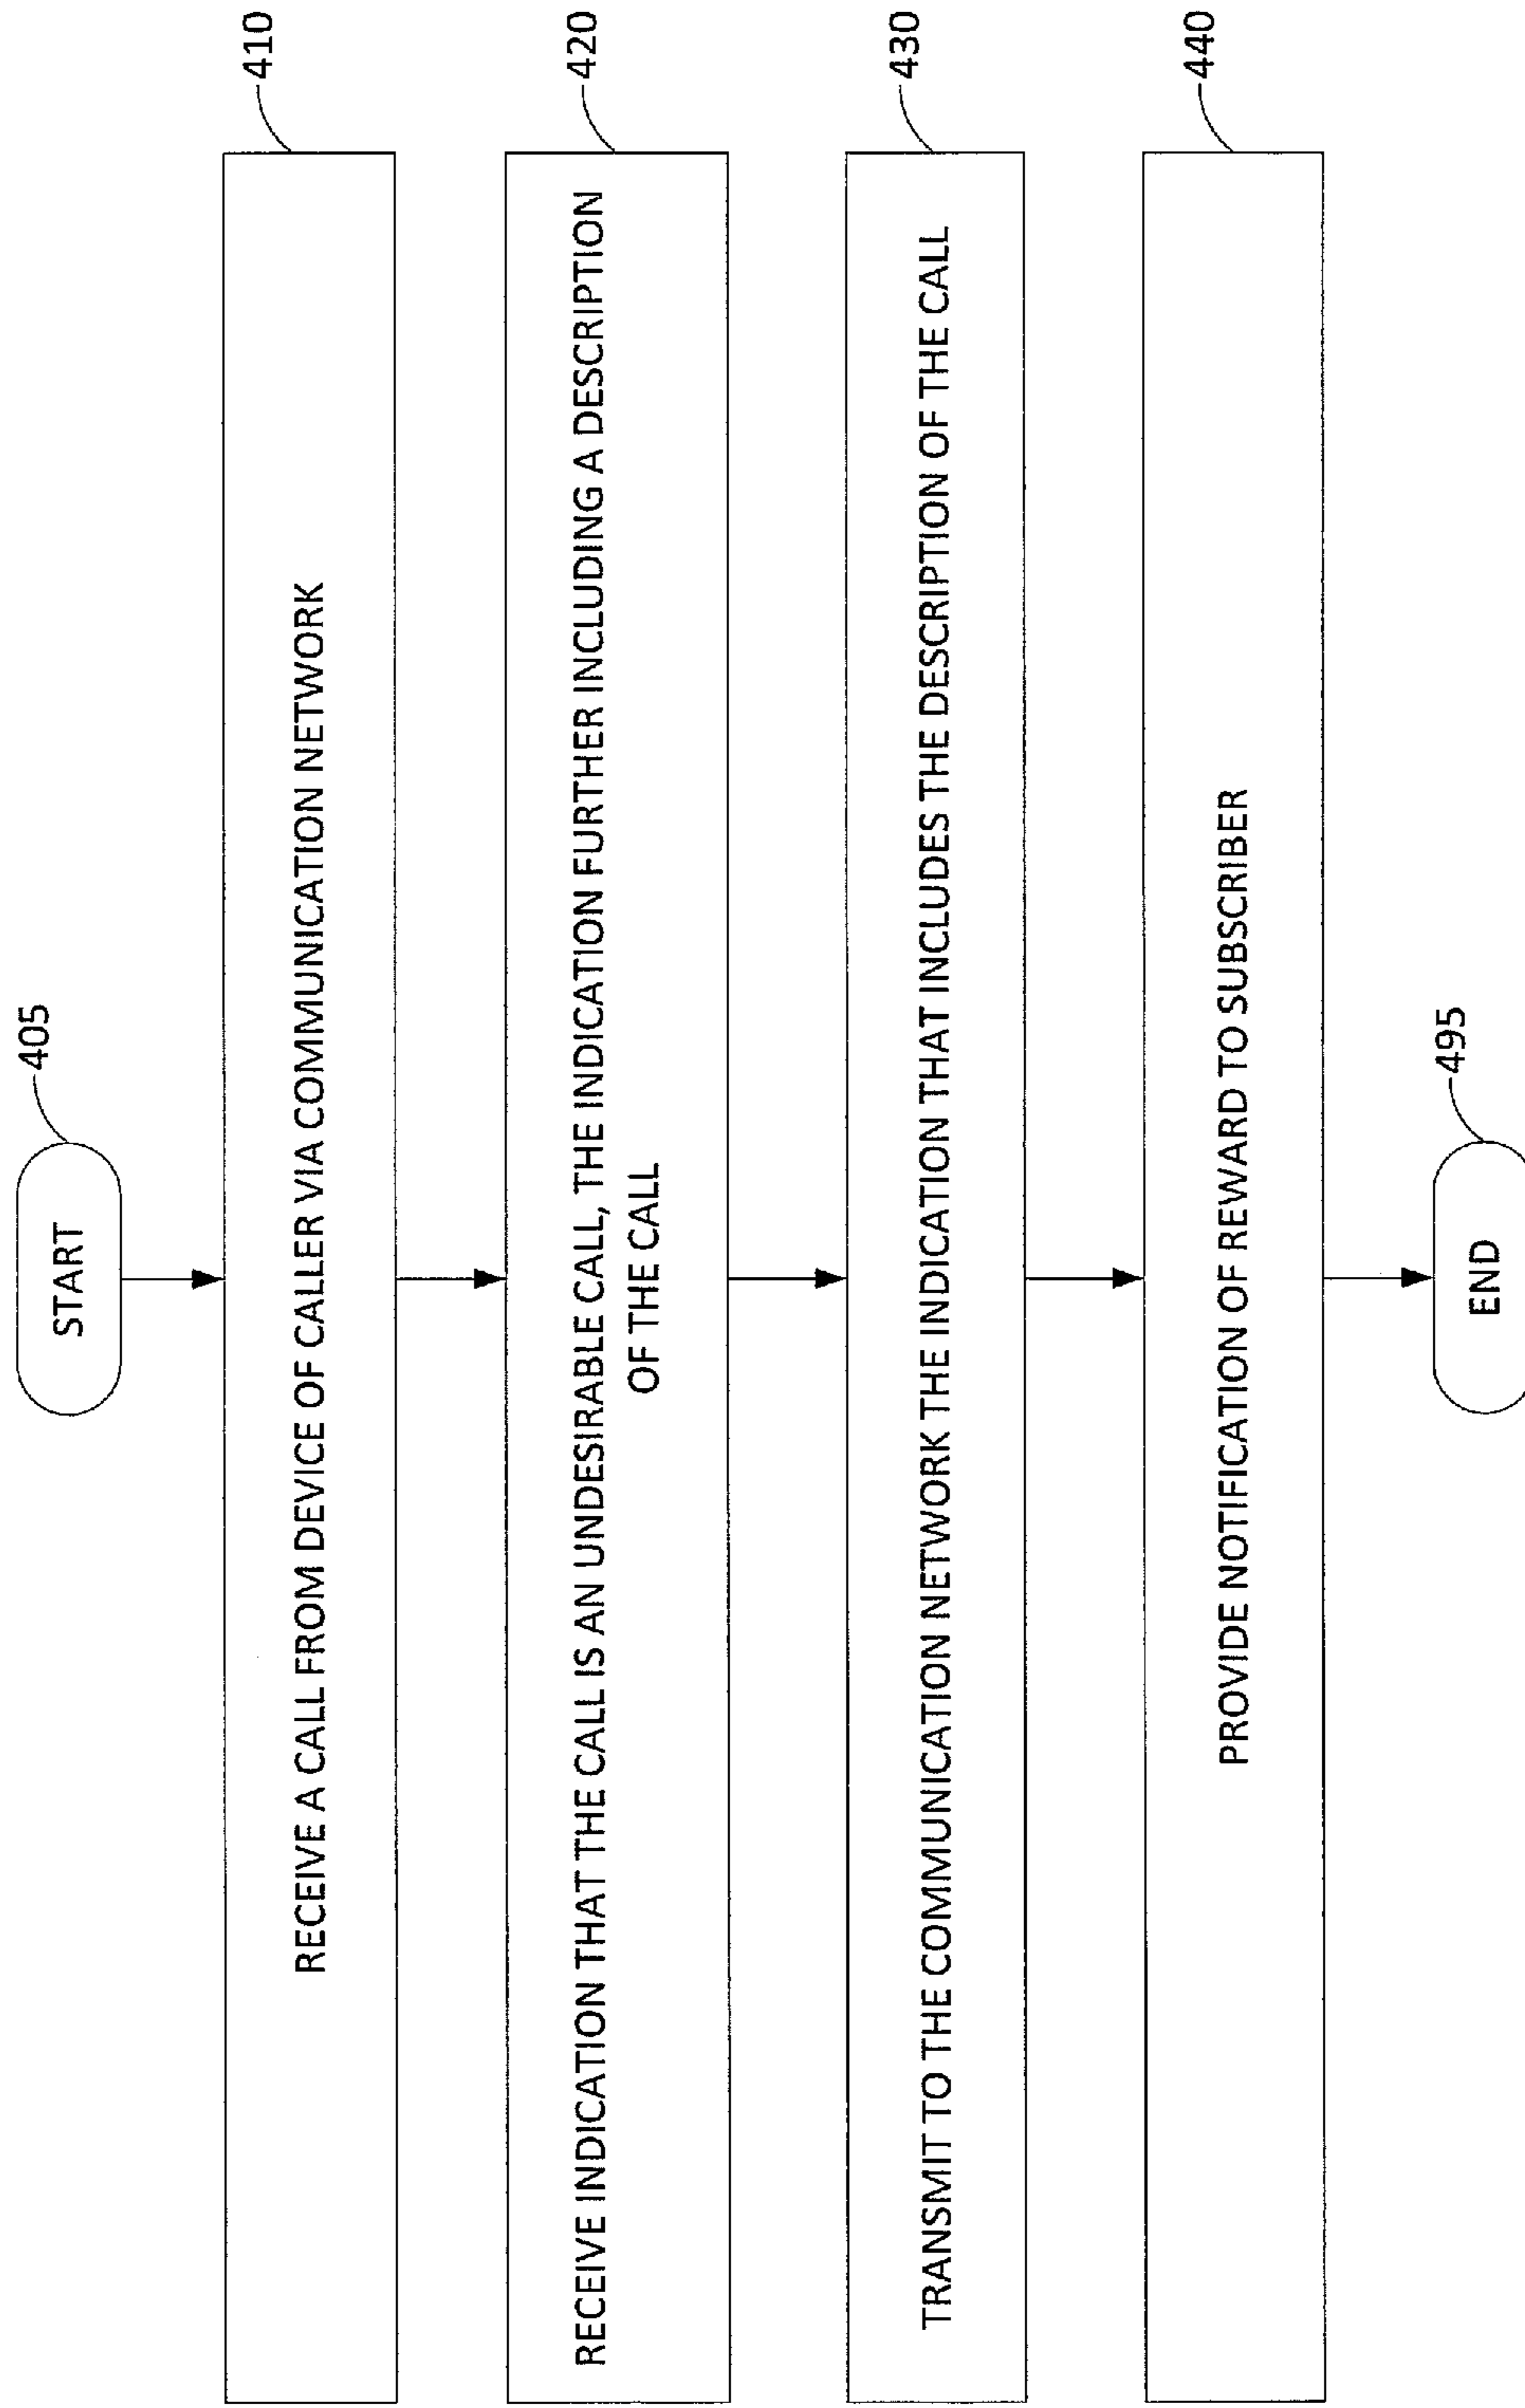 START
405
RECEIVE A CALL FROM DEVICE OF CALLER VIA COMMUNICATION NETWORK
410
RECEIVE INDICATION THAT THE CALL IS AN UNDESIRABLE CALL, THE INDICATION FURTHER INCLUDING A DESCRIPTION
OF THE CALL
420
TRANSMIT TO THE COMMUNICATION NETWORK THE INDICATION THAT INCLUDES THE DESCRIPTION OF THE CALL
430
PROVIDE NOTIFICATION OF REWARD TO SUBSCRIBER
440
END
495